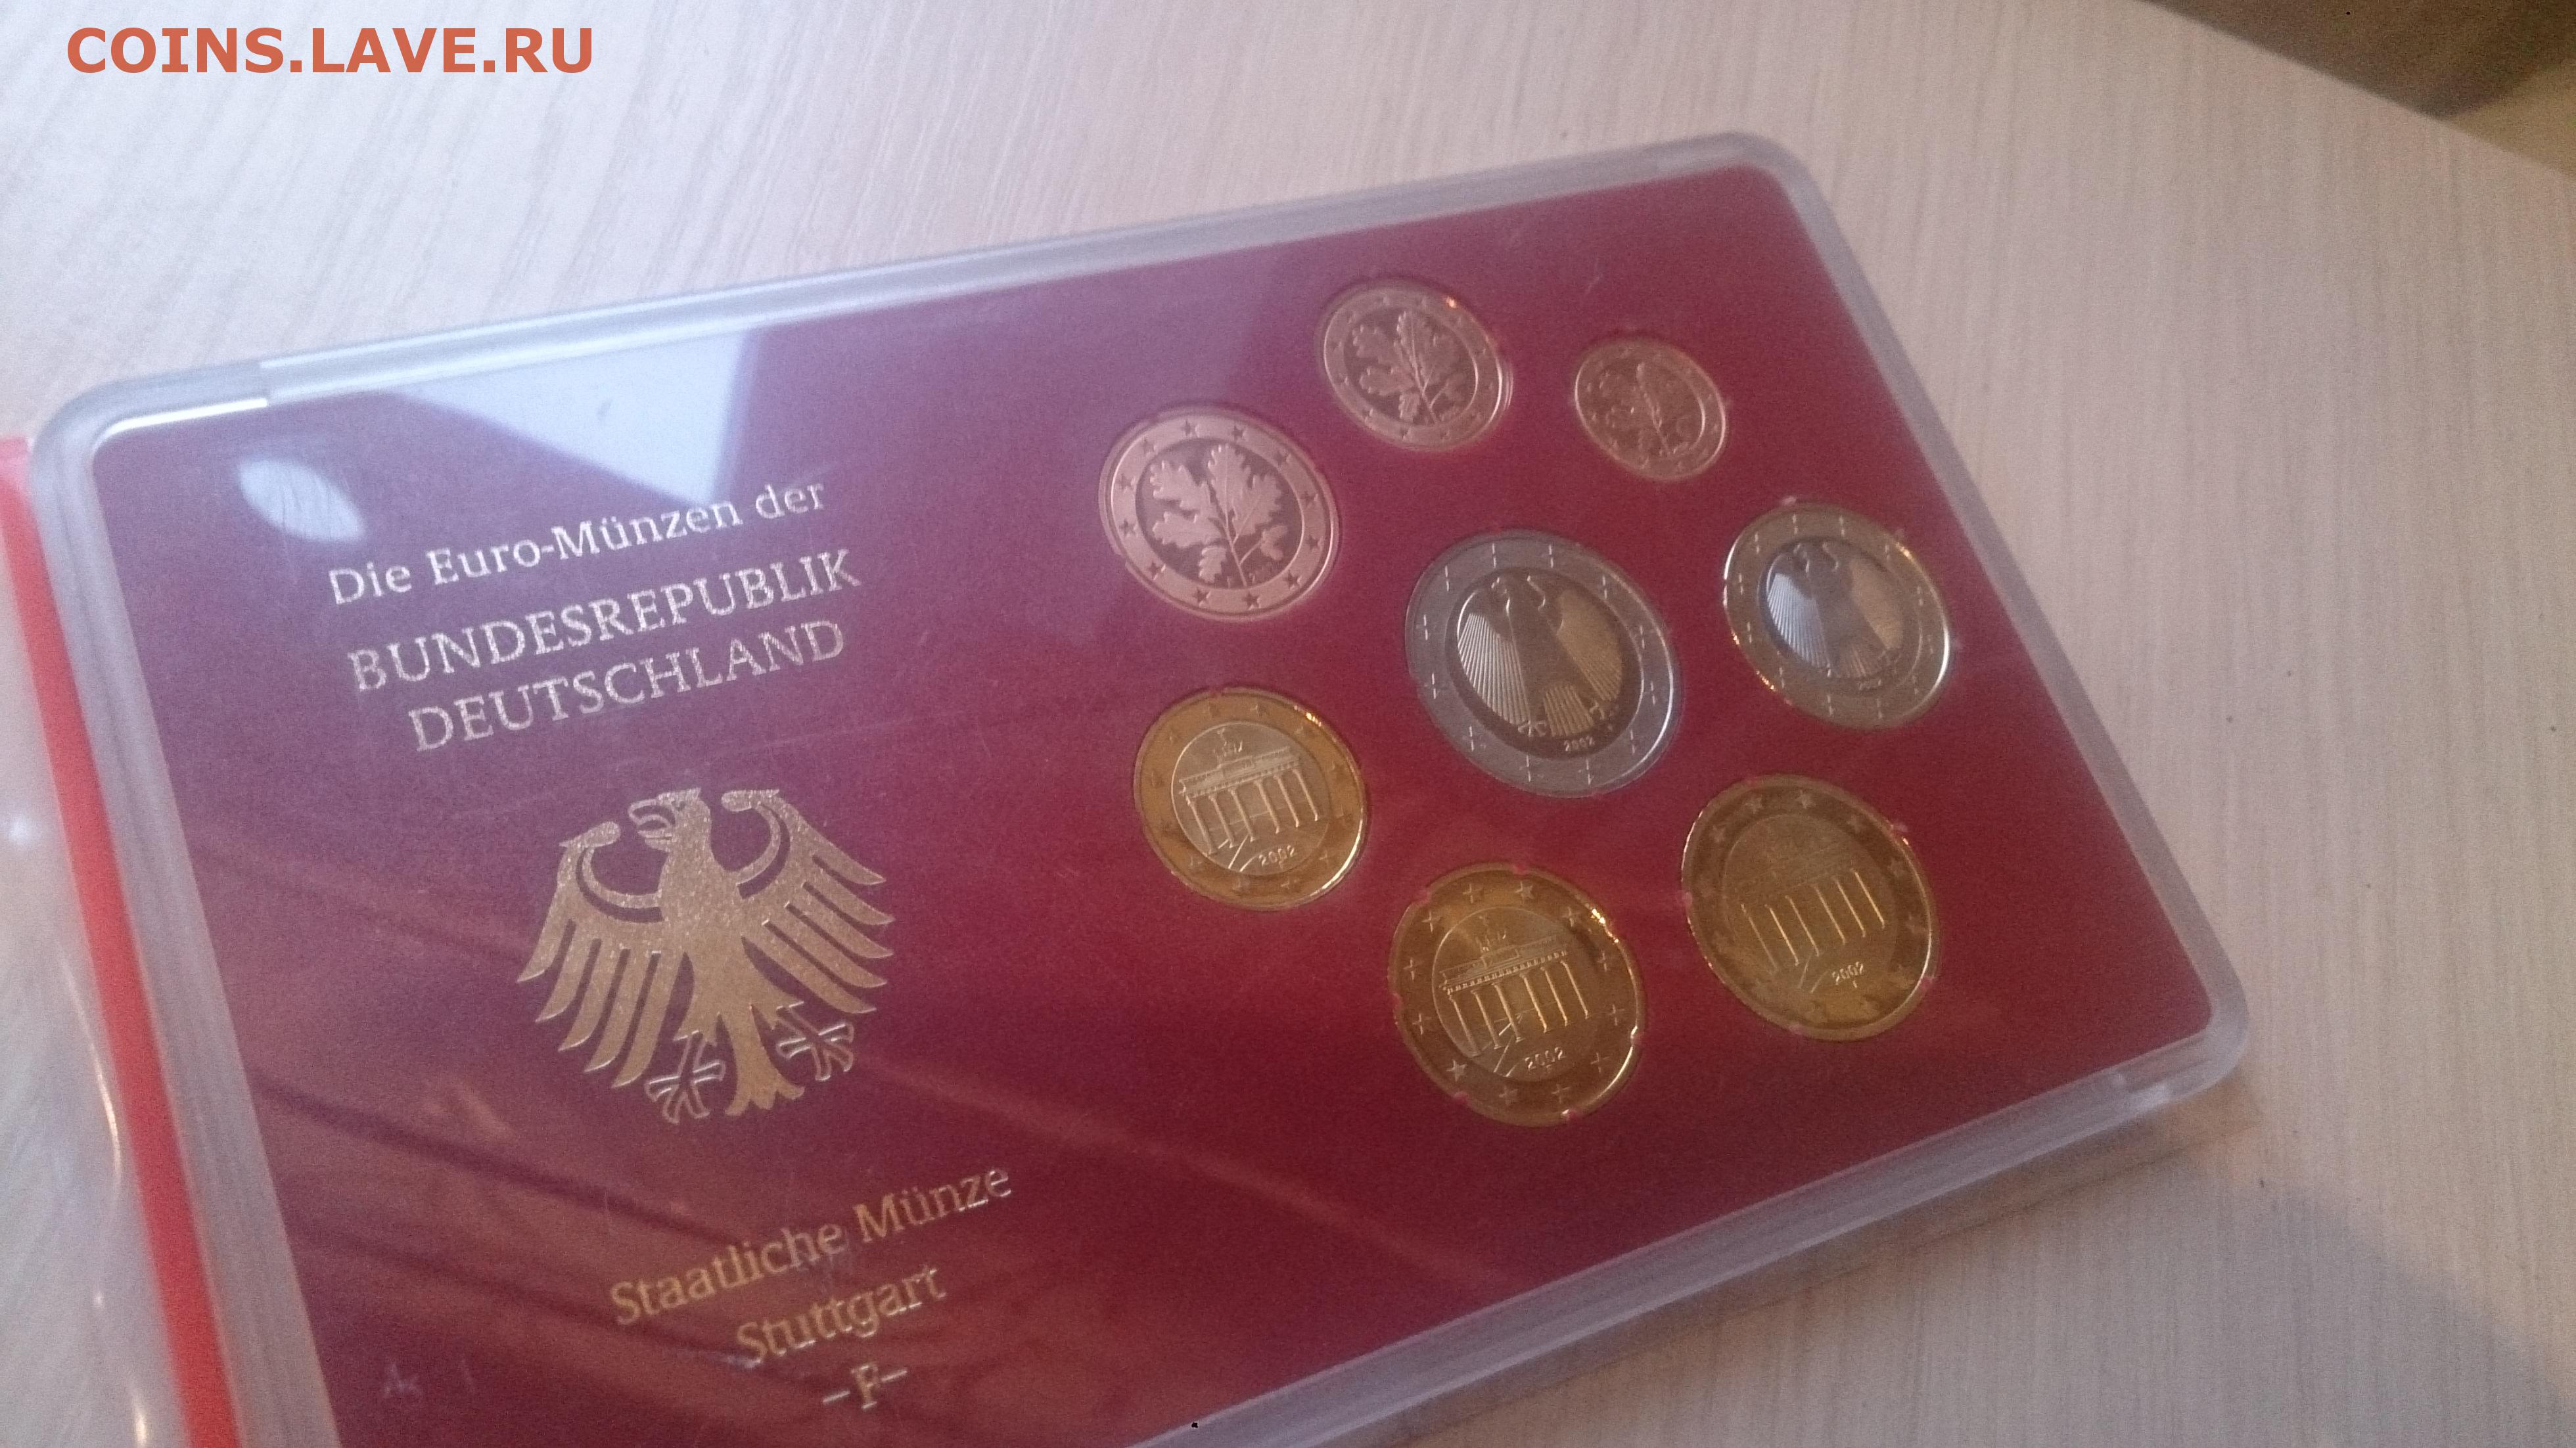 COINS.LAVE.RU
Die Euro-Münzen der
BUNDESREPUBLIK
DEUTSCHLAND
2002
2002
2002
2002
Staatliche Münze
Stuttgart
–F–